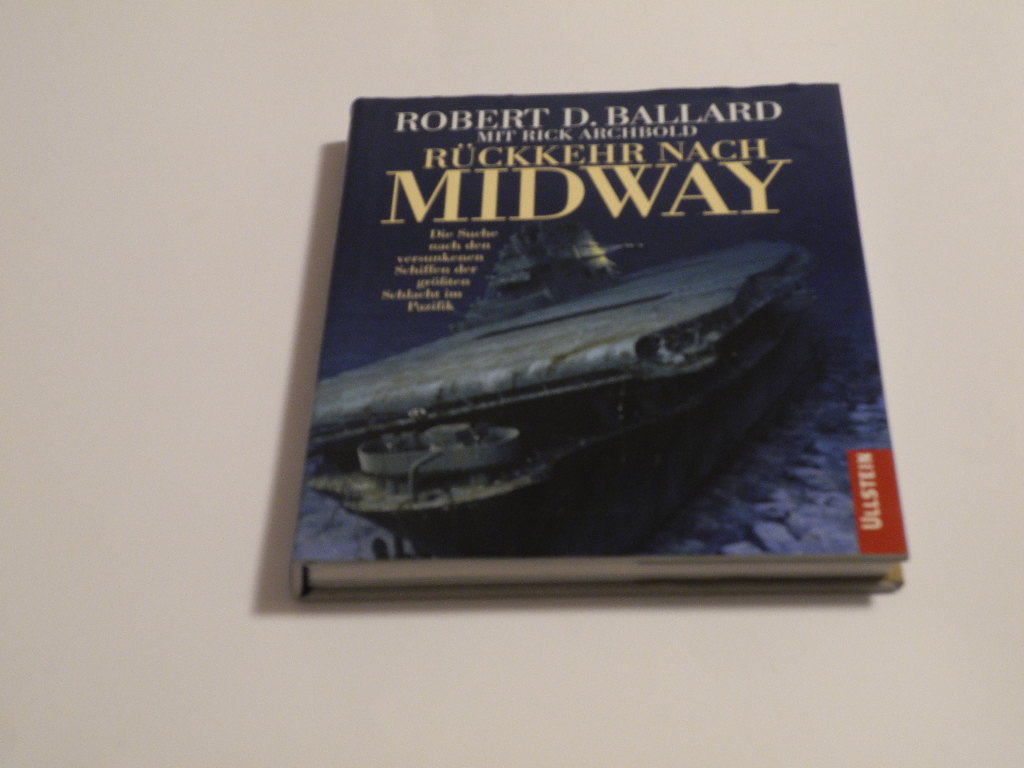 ROBERT D. BALLARD
MIT RICK ARCHBOLD
RÜCKKEHR NACH
MIDWAY
Die Suche
nach den
versunkenen
Schiffen der
größten
Schlacht im
Pazifik
ULLSTEIN